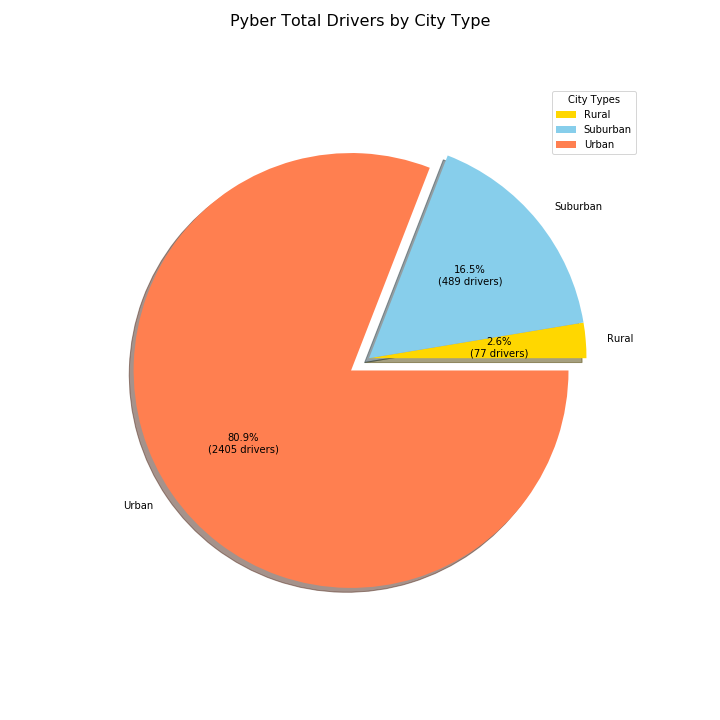 Pyber Total Drivers by City Type
City Types
Rural
Suburban
Urban
Suburban
16.5%
(489 drivers)
Rural
2.6%
(77 drivers)
80.9%
(2405 drivers)
Urban